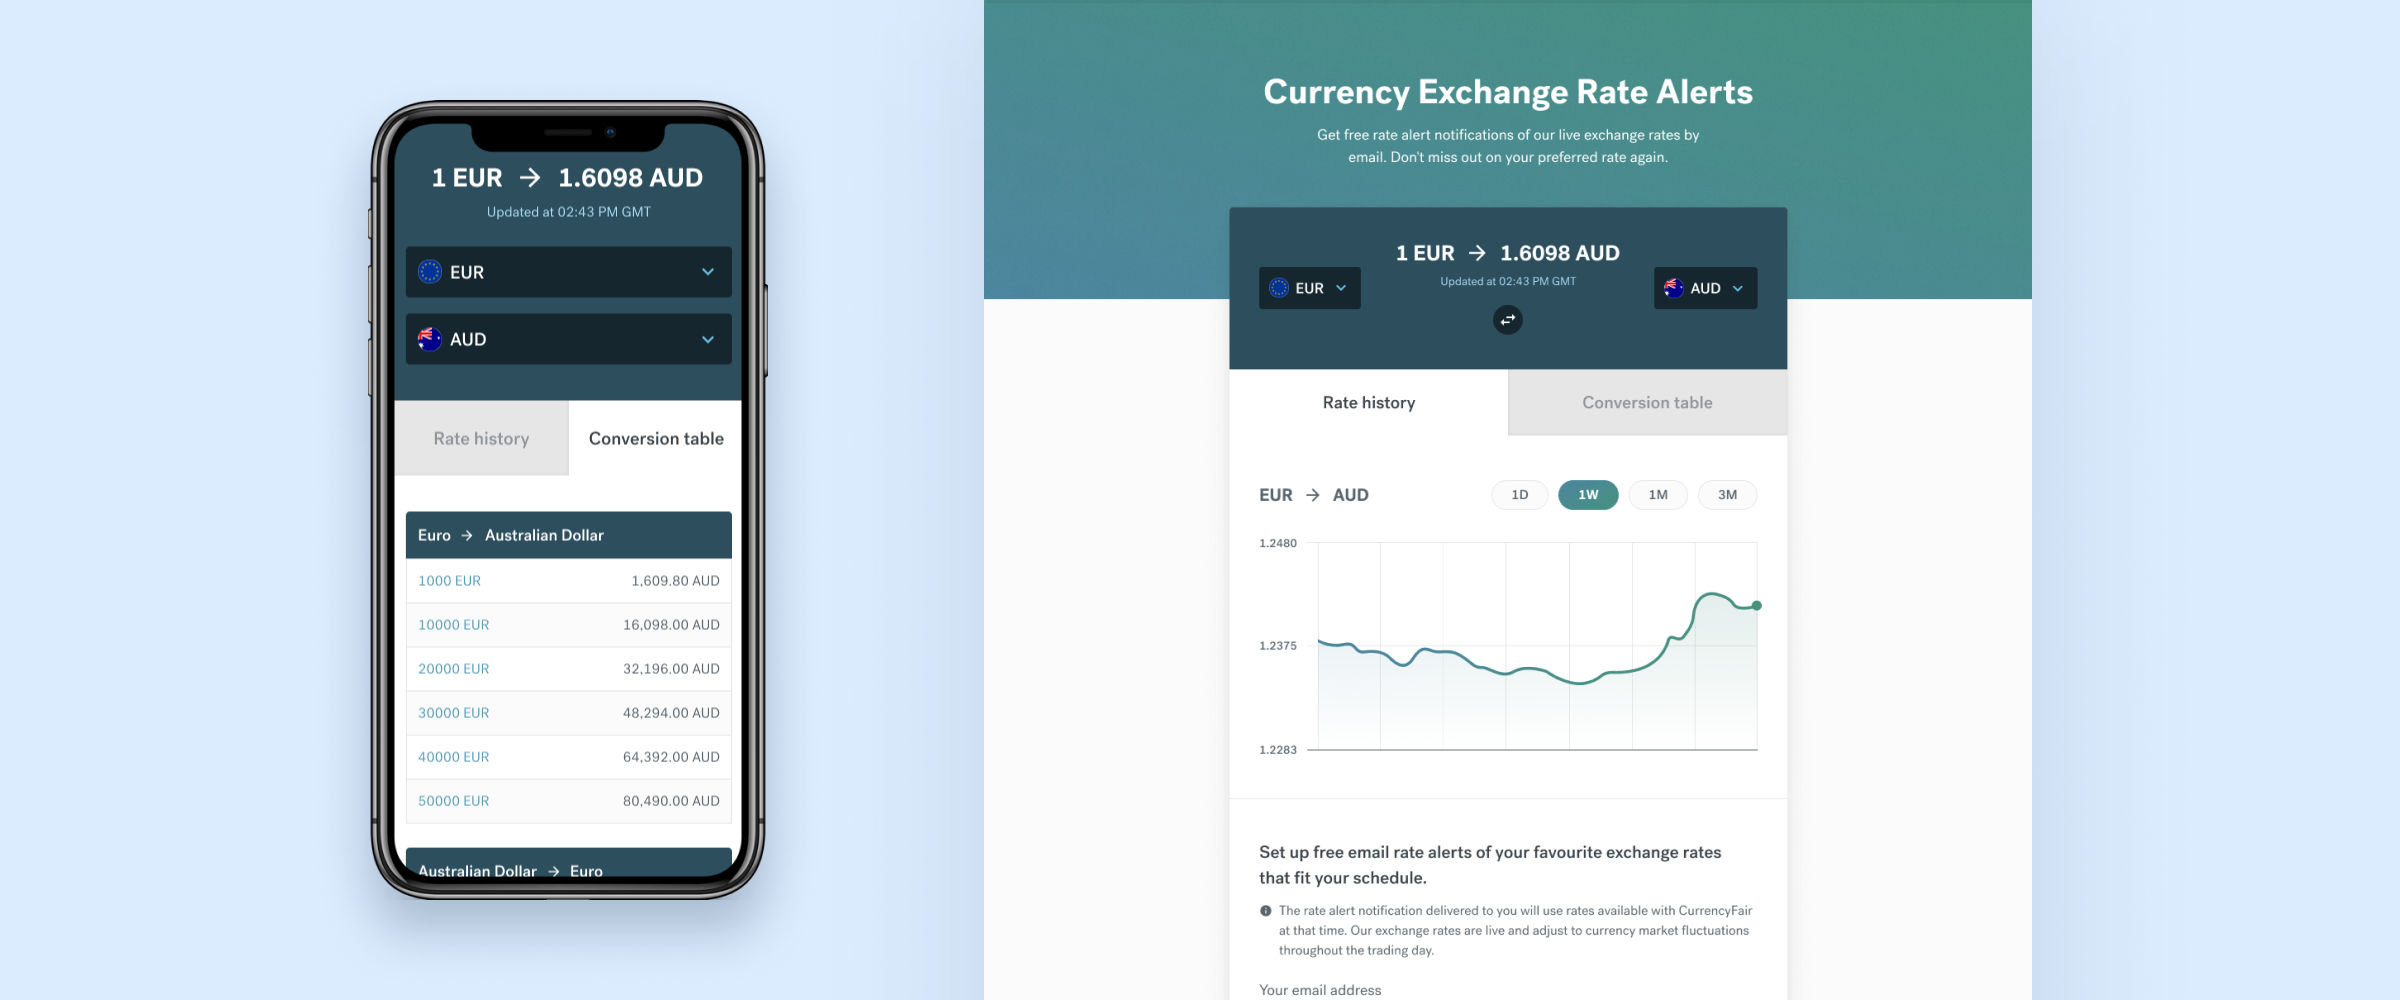 1 EUR → 1.6098 AUD
Updated at 02:43 PM GMT
EUR
AUD
Rate history
Conversion table
Euro → Australian Dollar
1000 EUR 1,609.80 AUD
10000 EUR 16,098.00 AUD
20000 EUR 32,196.00 AUD
30000 EUR 48,294.00 AUD
40000 EUR 64,392.00 AUD
50000 EUR 80,490.00 AUD
Australian Dollar → Euro
Currency Exchange Rate Alerts
Get free rate alert notifications of our live exchange rates by
email. Don't miss out on your preferred rate again.
1 EUR → 1.6098 AUD
Updated at 02:43 PM GMT
EUR
AUD
Rate history
Conversion table
EUR → AUD
1D
1W
1M
3M
1.2480
1.2375
1.2283
Set up free email rate alerts of your favourite exchange rates
that fit your schedule.
The rate alert notification delivered to you will use rates available with CurrencyFair
at that time. Our exchange rates are live and adjust to currency market fluctuations
throughout the trading day.
Your email address